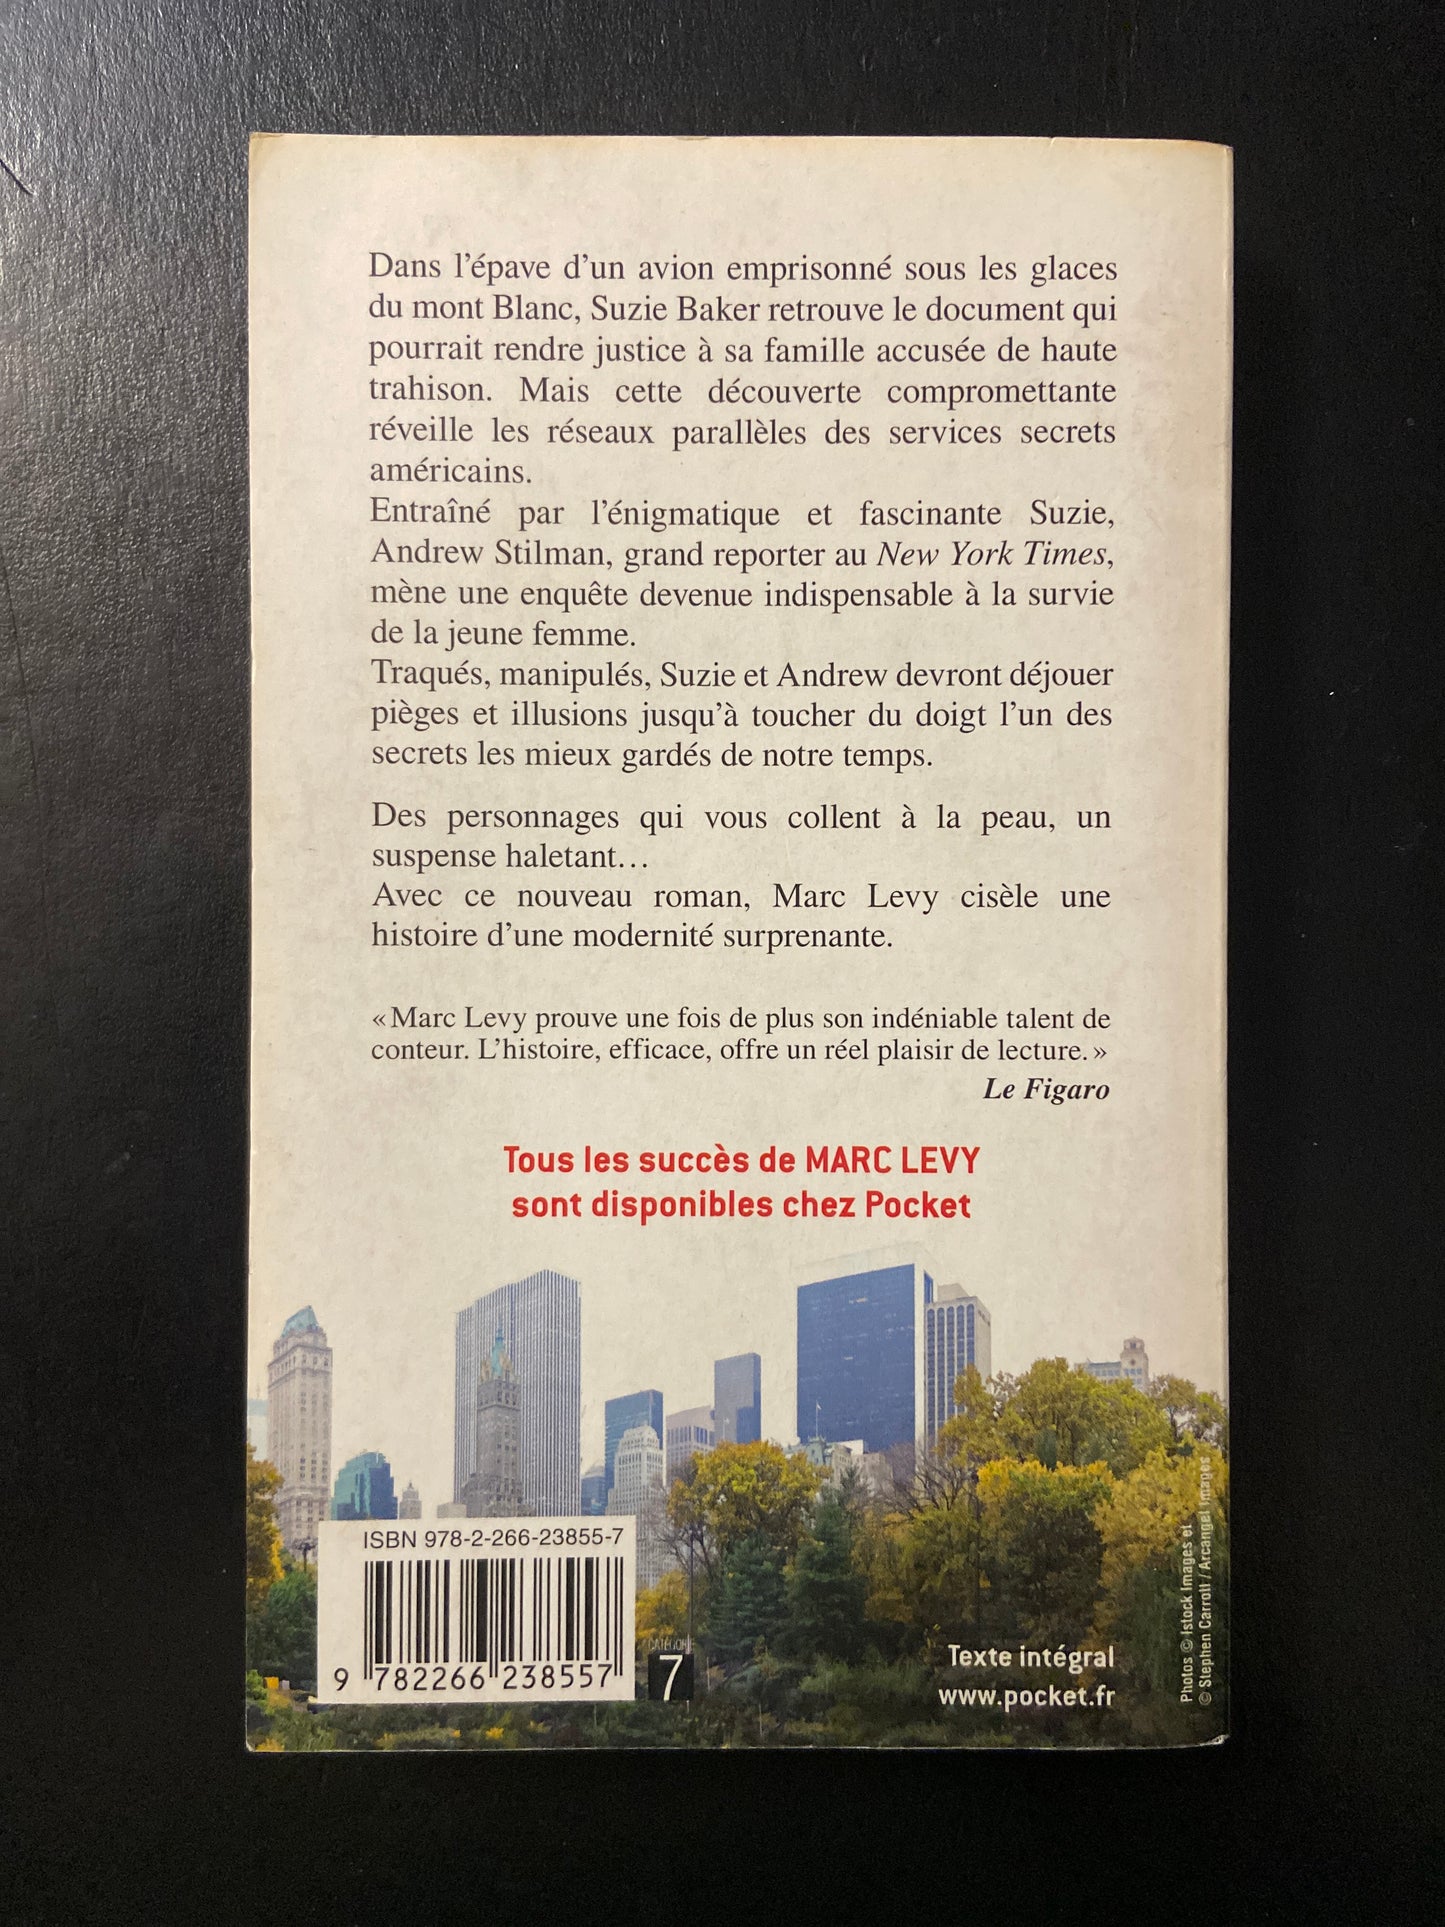 Dans l'épave d'un avion emprisonné sous les glaces
du mont Blanc, Suzie Baker retrouve le document qui
pourrait rendre justice à sa famille accusée de haute
trahison. Mais cette découverte compromettante
réveille les réseaux parallèles des services secrets
américains.
Entraîné par l'énigmatique et fascinante Suzie,
Andrew Stilman, grand reporter au New York Times,
mène une enquête devenue indispensable à la survie
de la jeune femme.
Traqués, manipulés, Suzie et Andrew devront déjouer
pièges et illusions jusqu'à toucher du doigt l'un des
secrets les mieux gardés de notre temps.
Des personnages qui vous collent à la peau, un
suspense haletant…
Avec ce nouveau roman, Marc Levy cisèle une
histoire d'une modernité surprenante.
« Marc Levy prouve une fois de plus son indéniable talent de
conteur. L'histoire, efficace, offre un réel plaisir de lecture. »
Le Figaro
Tous les succès de MARC LEVY
sont disponibles chez Pocket
ISBN 978-2-266-23855-7
9 782266 238557
CATÉGORIE
7
Texte intégral
www.pocket.fr
Photos © Istock Images et
© Stephen Carroll / Arcangel Images